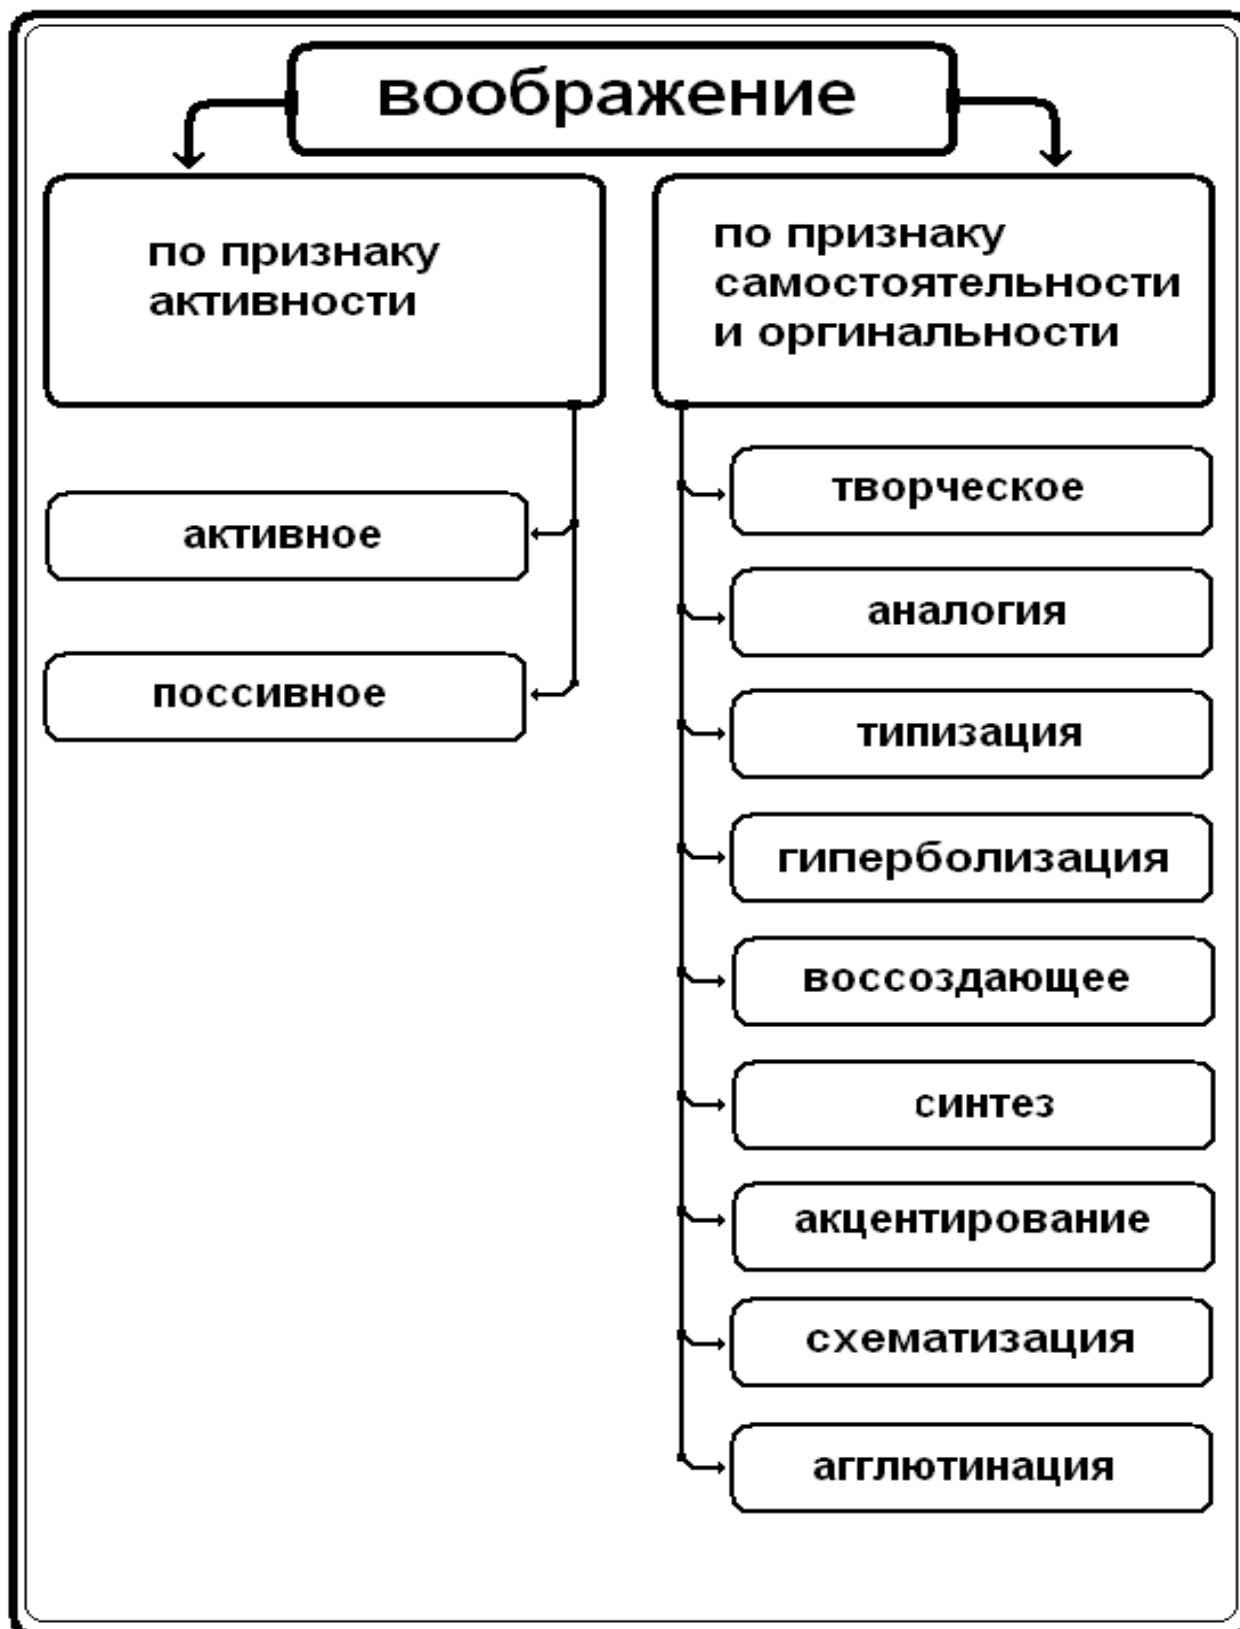 воображение
по признаку
активности
активное
поссивное
по признаку
самостоятельности
и оргинальности
творческое
аналогия
типизация
гиперболизация
воссоздающее
синтез
акцентирование
схематизация
агглютинация